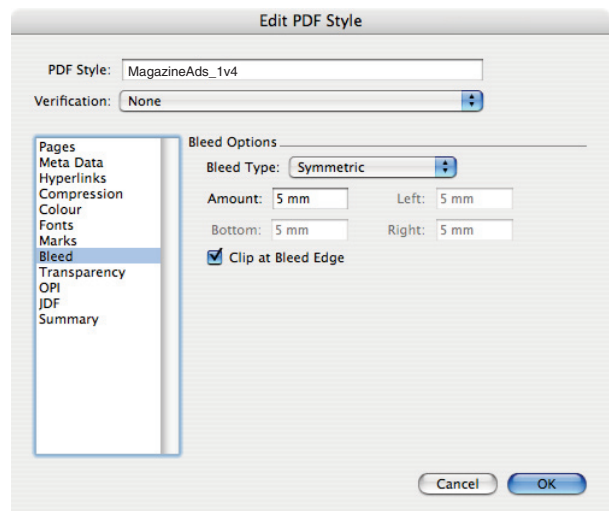 Edit PDF Style
PDF Style: MagazineAds_1v4
Verification: None
Pages
Meta Data
Hyperlinks
Compression
Colour
Fonts
Marks
Bleed
Transparency
OPI
JDF
Summary
Bleed Options
Bleed Type: Symmetric
Amount: 5 mm Left: 5 mm
Bottom: 5 mm Right: 5 mm
Clip at Bleed Edge
Cancel OK